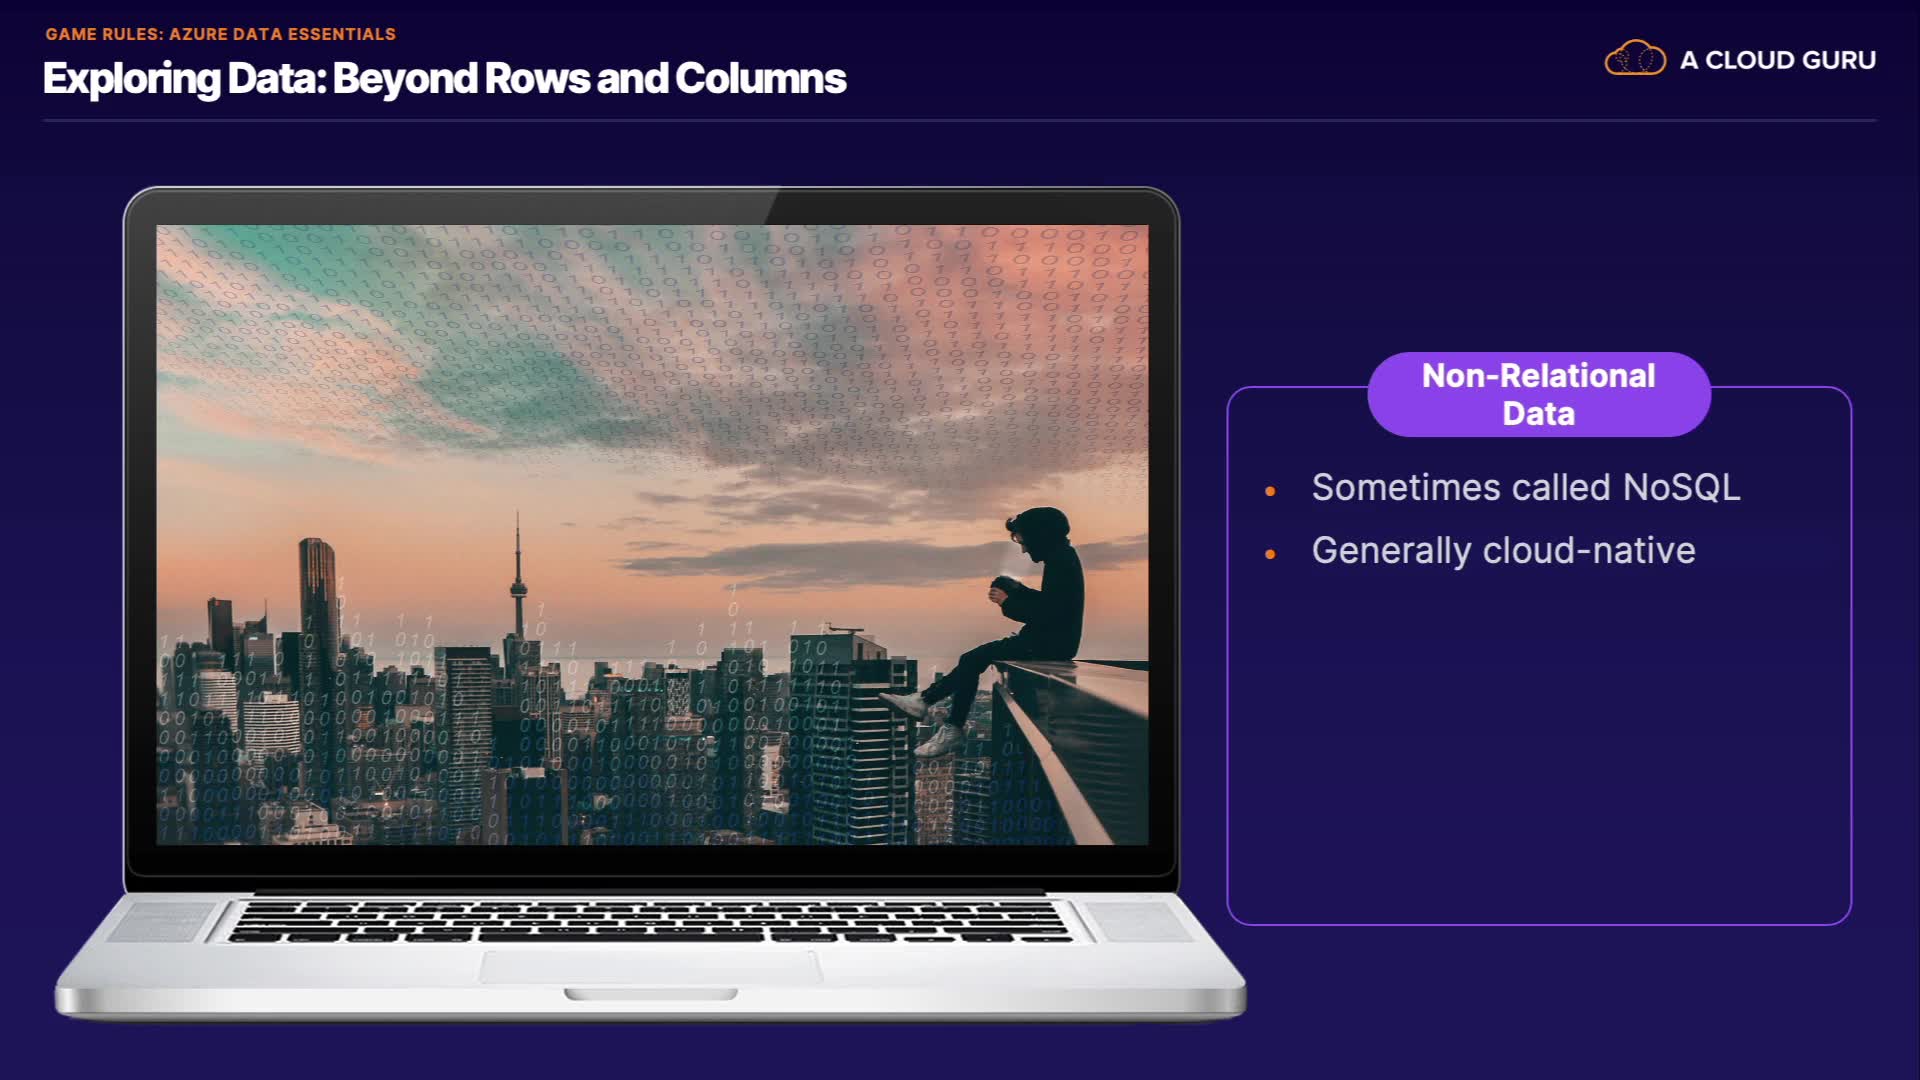 GAME RULES: AZURE DATA ESSENTIALS
Exploring Data: Beyond Rows and Columns
A CLOUD GURU
Non-Relational
Data
• Sometimes called NoSQL
• Generally cloud-native